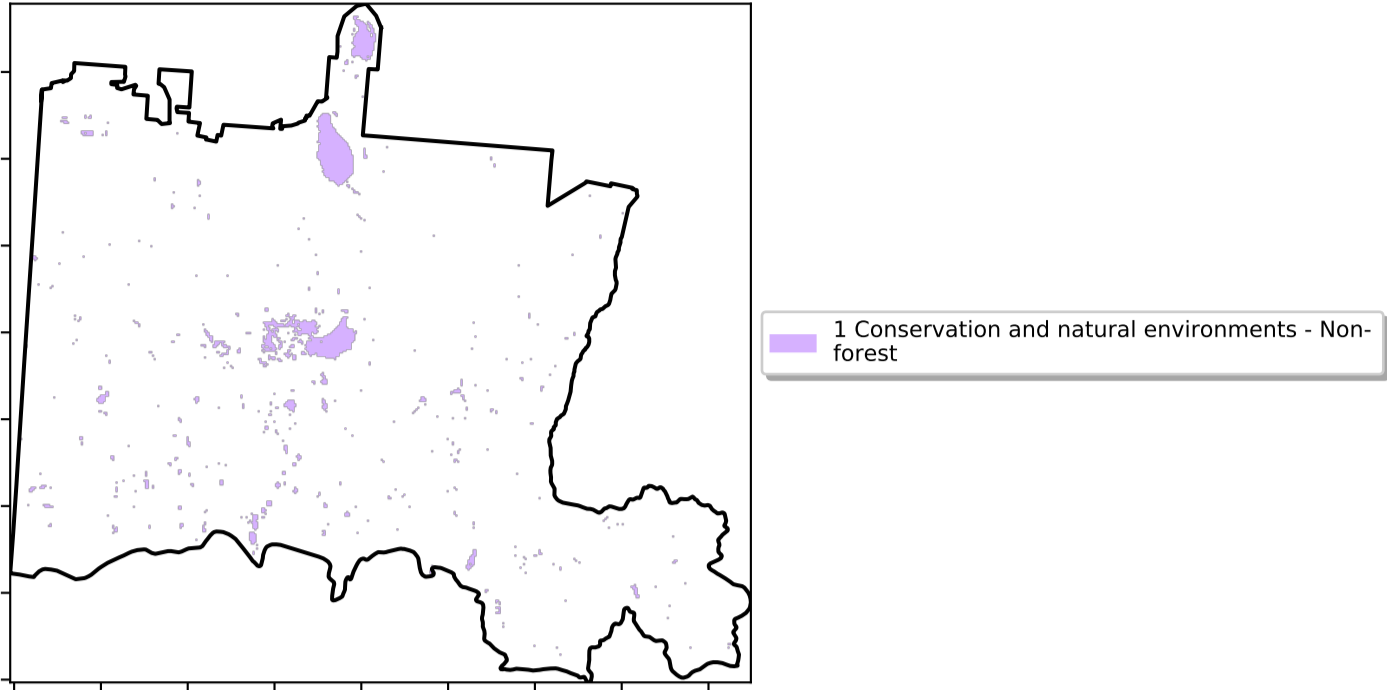 1 Conservation and natural environments - Non-
forest